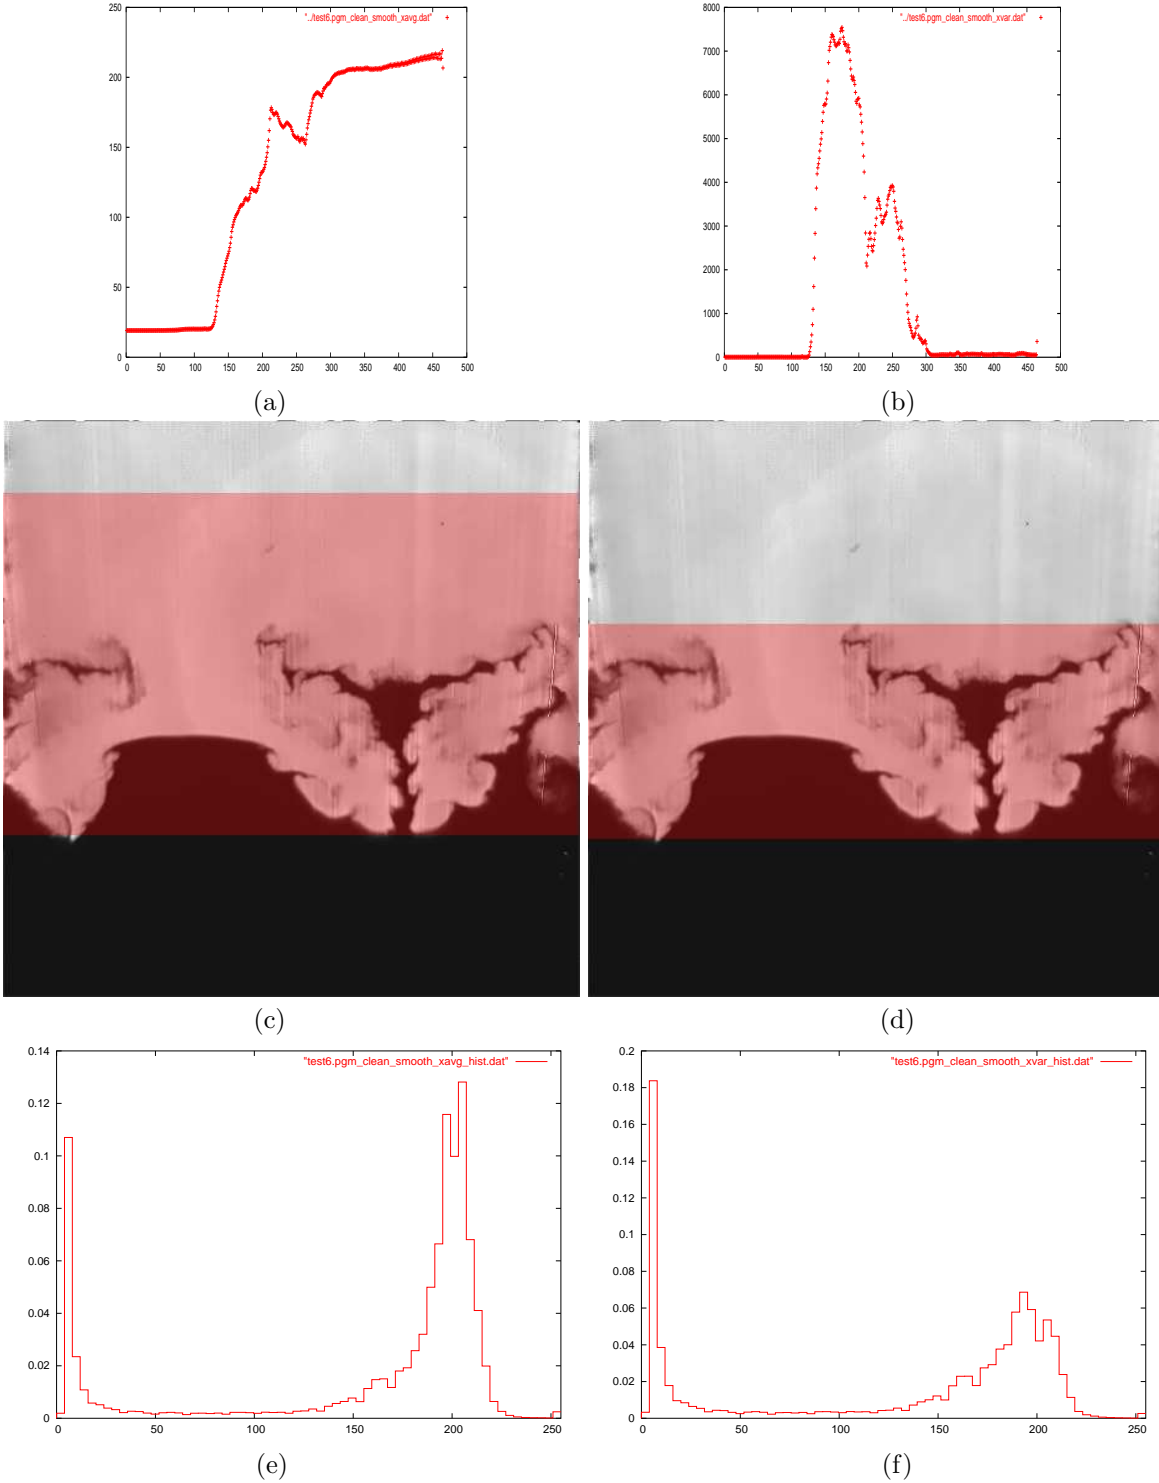 250
200
150
100
50
0
0 50 100 150 200 250 300 350 400 450 500
"../test6.pgm_clean_smooth_xavg.dat"
(a)
8000
7000
6000
5000
4000
3000
2000
1000
0
0 50 100 150 200 250 300 350 400 450 500
"../test6.pgm_clean_smooth_xvar.dat"
(b)
(c)
(d)
0.14
0.12
0.1
0.08
0.06
0.04
0.02
0
0 50 100 150 200 250
"test6.pgm_clean_smooth_xavg_hist.dat"
(e)
0.2
0.18
0.16
0.14
0.12
0.1
0.08
0.06
0.04
0.02
0
0 50 100 150 200 250
"test6.pgm_clean_smooth_xvar_hist.dat"
(f)